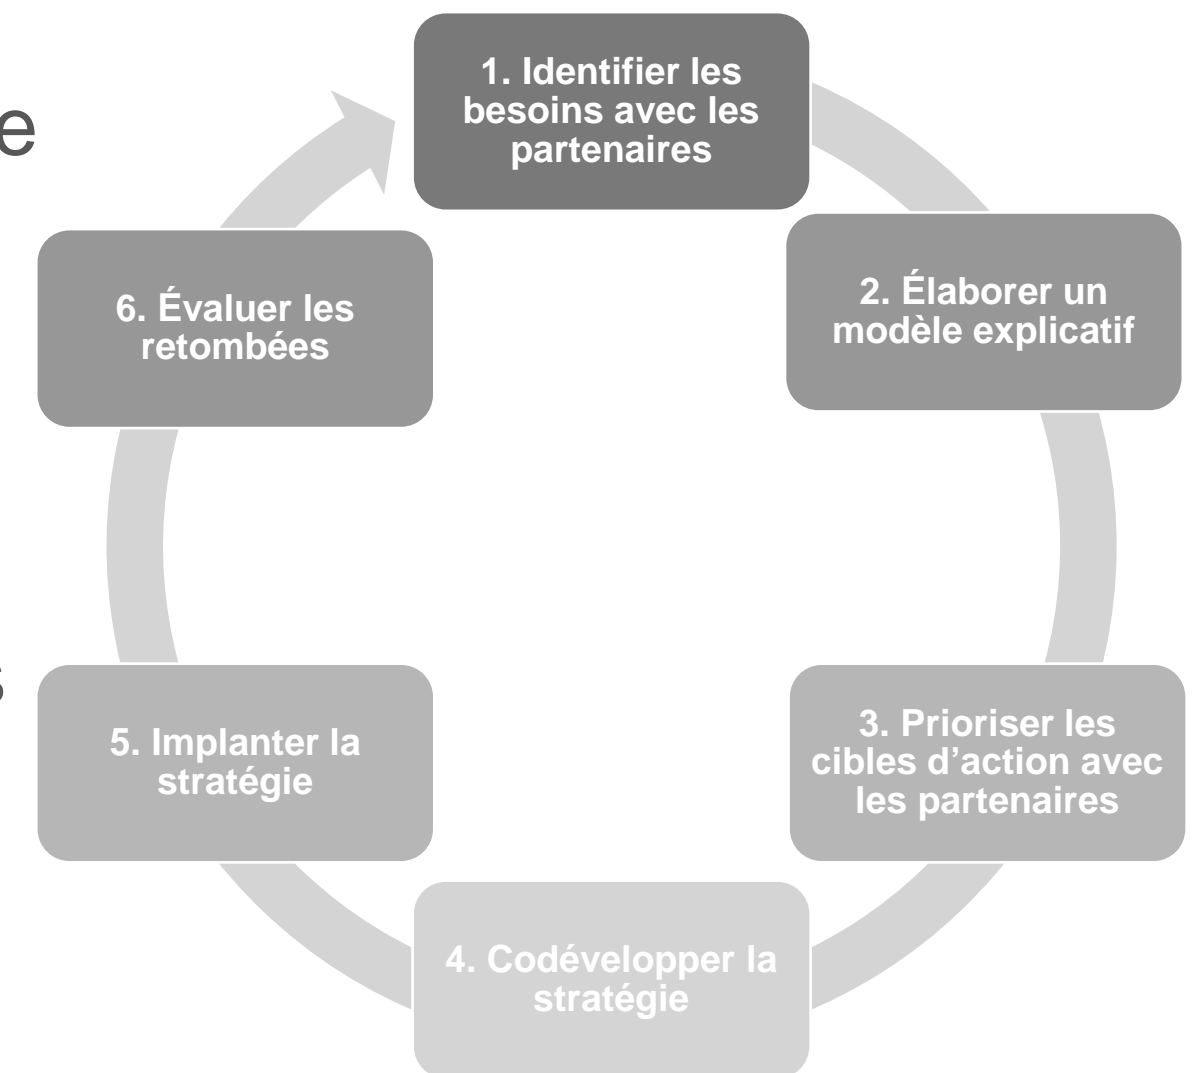 e
1. Identifier les
besoins avec les
partenaires
2. Élaborer un
modèle explicatif
3. Prioriser les
cibles d’action avec
les partenaires
4. Codévelopper la
stratégie
5. Implanter la
stratégie
6. Évaluer les
retombées
s